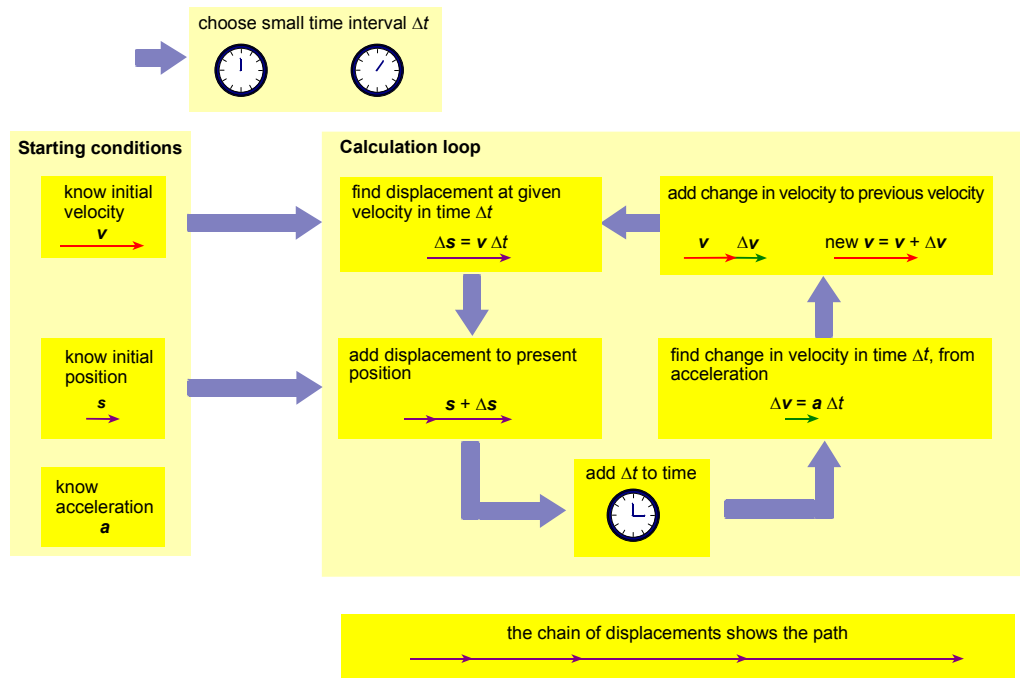 choose small time interval Δt
Starting conditions
know initial
velocity
v
know initial
position
s
know
acceleration
a
Calculation loop
find displacement at given
velocity in time Δt
Δs = v Δt
add displacement to present
position
s + Δs
add Δt to time
find change in velocity in time Δt, from
acceleration
Δv = a Δt
add change in velocity to previous velocity
v Δv new v = v + Δv
the chain of displacements shows the path